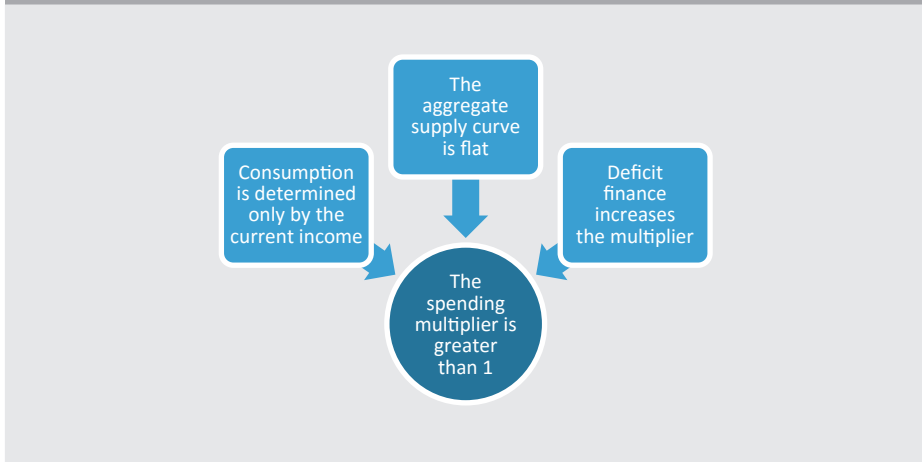 The
aggregate
supply curve
is flat
Consumption
is determined
only by the
current income
Deficit
finance
increases
the multiplier
The
spending
multiplier is
greater
than 1